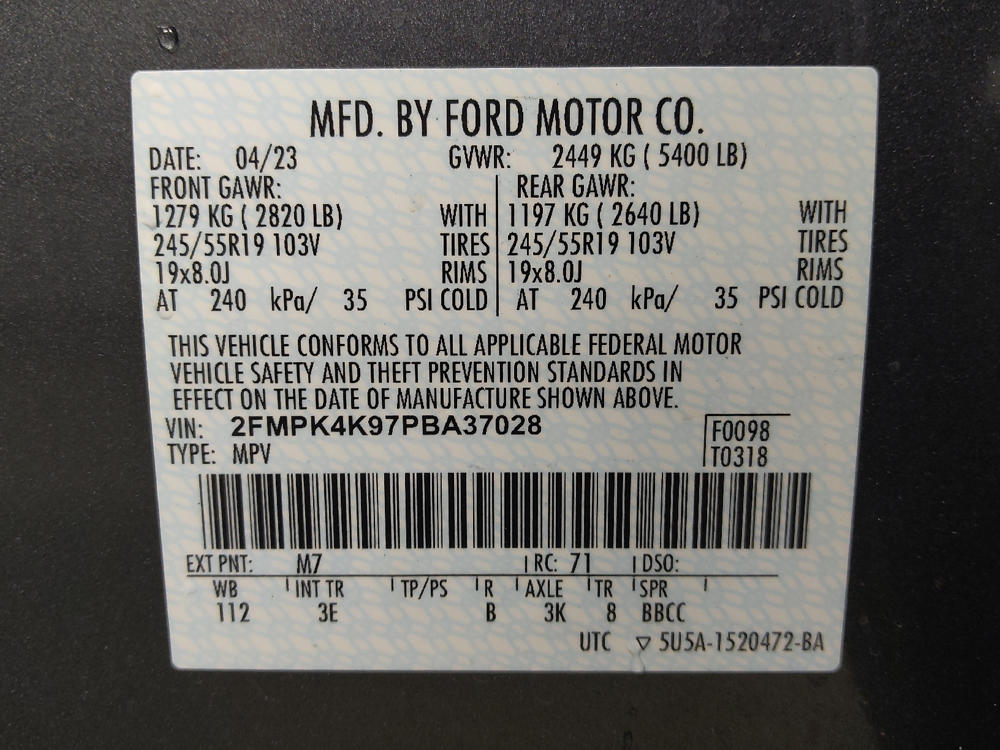 MFD. BY FORD MOTOR CO.
DATE: 04/23 GVWR: 2449 KG ( 5400 LB)
FRONT GAWR: REAR GAWR:
1279 KG ( 2820 LB) WITH 1197 KG ( 2640 LB) WITH
245/55R19 103V TIRES 245/55R19 103V TIRES
19x8.0J RIMS 19x8.0J RIMS
AT 240 kPa/ 35 PSI COLD AT 240 kPa/ 35 PSI COLD
THIS VEHICLE CONFORMS TO ALL APPLICABLE FEDERAL MOTOR
VEHICLE SAFETY AND THEFT PREVENTION STANDARDS IN
EFFECT ON THE DATE OF MANUFACTURE SHOWN ABOVE.
VIN: 2FMPK4K97PBA37028 F0098
TYPE: MPV T0318
EXT PNT: M7 RC: 71 DSO:
WB INT TR TP/PS R AXLE TR SPR
112 3E B 3K 8 BBCC
UTC ▽ 5U5A-1520472-BA